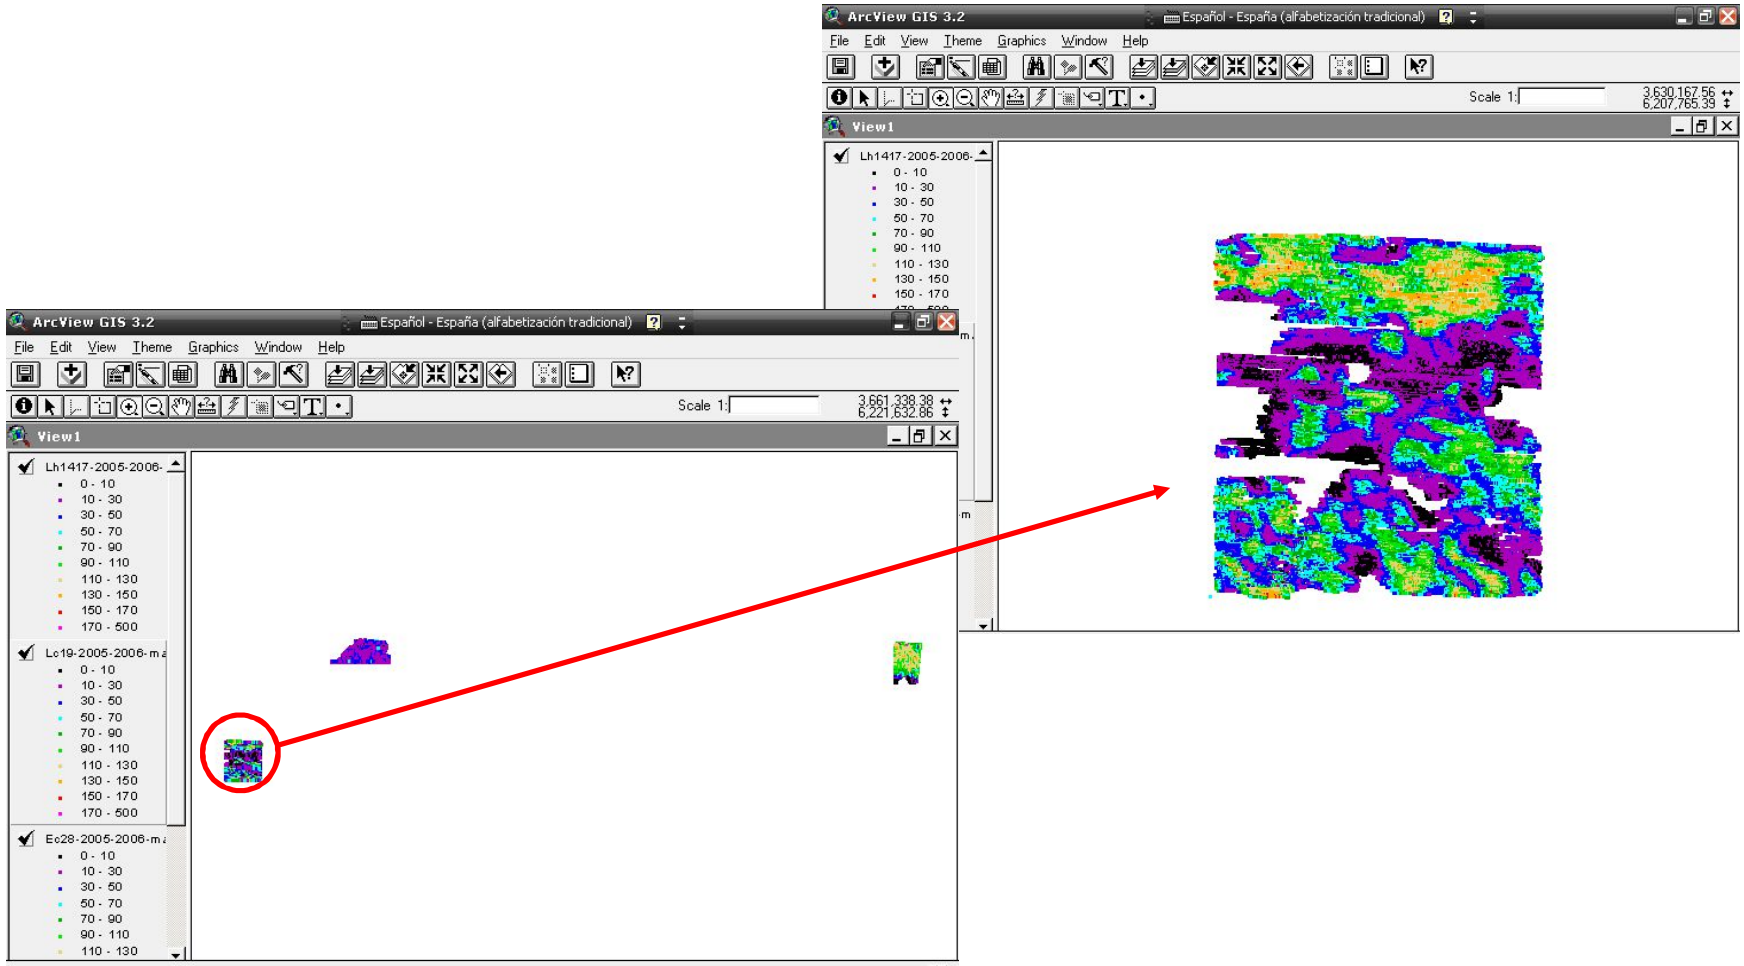 ArcView GIS 3.2
Español - España (alfabetización tradicional)
File Edit View Theme Graphics Window Help
Scale 1:
3,630,167.56
6,207,765.39
View1
Lh1417-2005-2006-
0 - 10
10 - 30
30 - 50
50 - 70
70 - 90
90 - 110
110 - 130
130 - 150
150 - 170
m
ArcView GIS 3.2
Español - España (alfabetización tradicional)
File Edit View Theme Graphics Window Help
Scale 1:
3,661,338.38
6,221,632.86
View1
Lh1417-2005-2006-
0 - 10
10 - 30
30 - 50
50 - 70
70 - 90
90 - 110
110 - 130
130 - 150
150 - 170
170 - 500
Lc19-2005-2006-ma
0 - 10
10 - 30
30 - 50
50 - 70
70 - 90
90 - 110
110 - 130
130 - 150
150 - 170
170 - 500
Ec28-2005-2006-ma
0 - 10
10 - 30
30 - 50
50 - 70
70 - 90
90 - 110
110 - 130